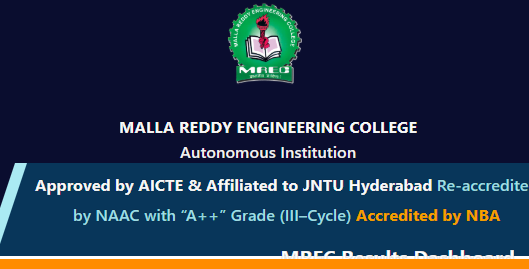 MALLA REDDY ENGINEERING COLLEGE
MREC
MALLA REDDY ENGINEERING COLLEGE
Autonomous Institution
Approved by AICTE & Affiliated to JNTU Hyderabad Re-accredite
by NAAC with “A++” Grade (III–Cycle) Accredited by NBA
MREC Results Dashboard